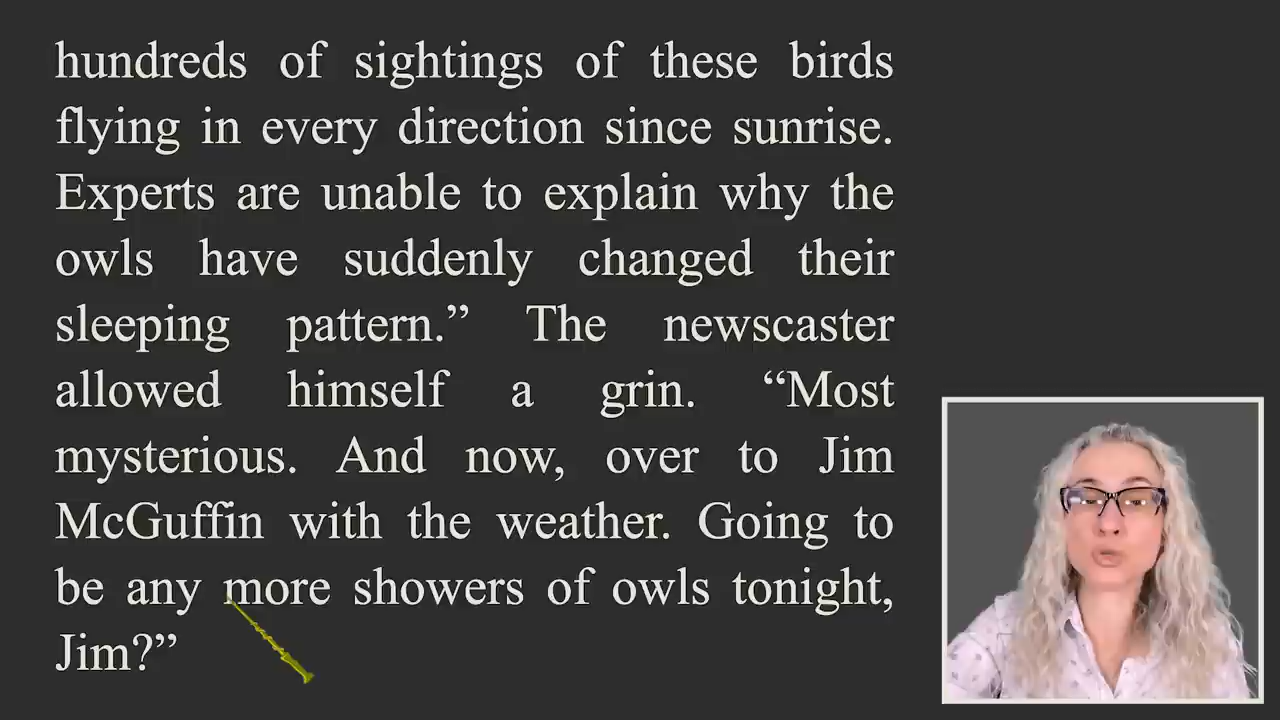 hundreds of sightings of these birds
flying in every direction since sunrise.
Experts are unable to explain why the
owls have suddenly changed their
sleeping pattern.” The newscaster
allowed himself a grin. “Most
mysterious. And now, over to Jim
McGuffin with the weather. Going to
be any more showers of owls tonight,
Jim?”